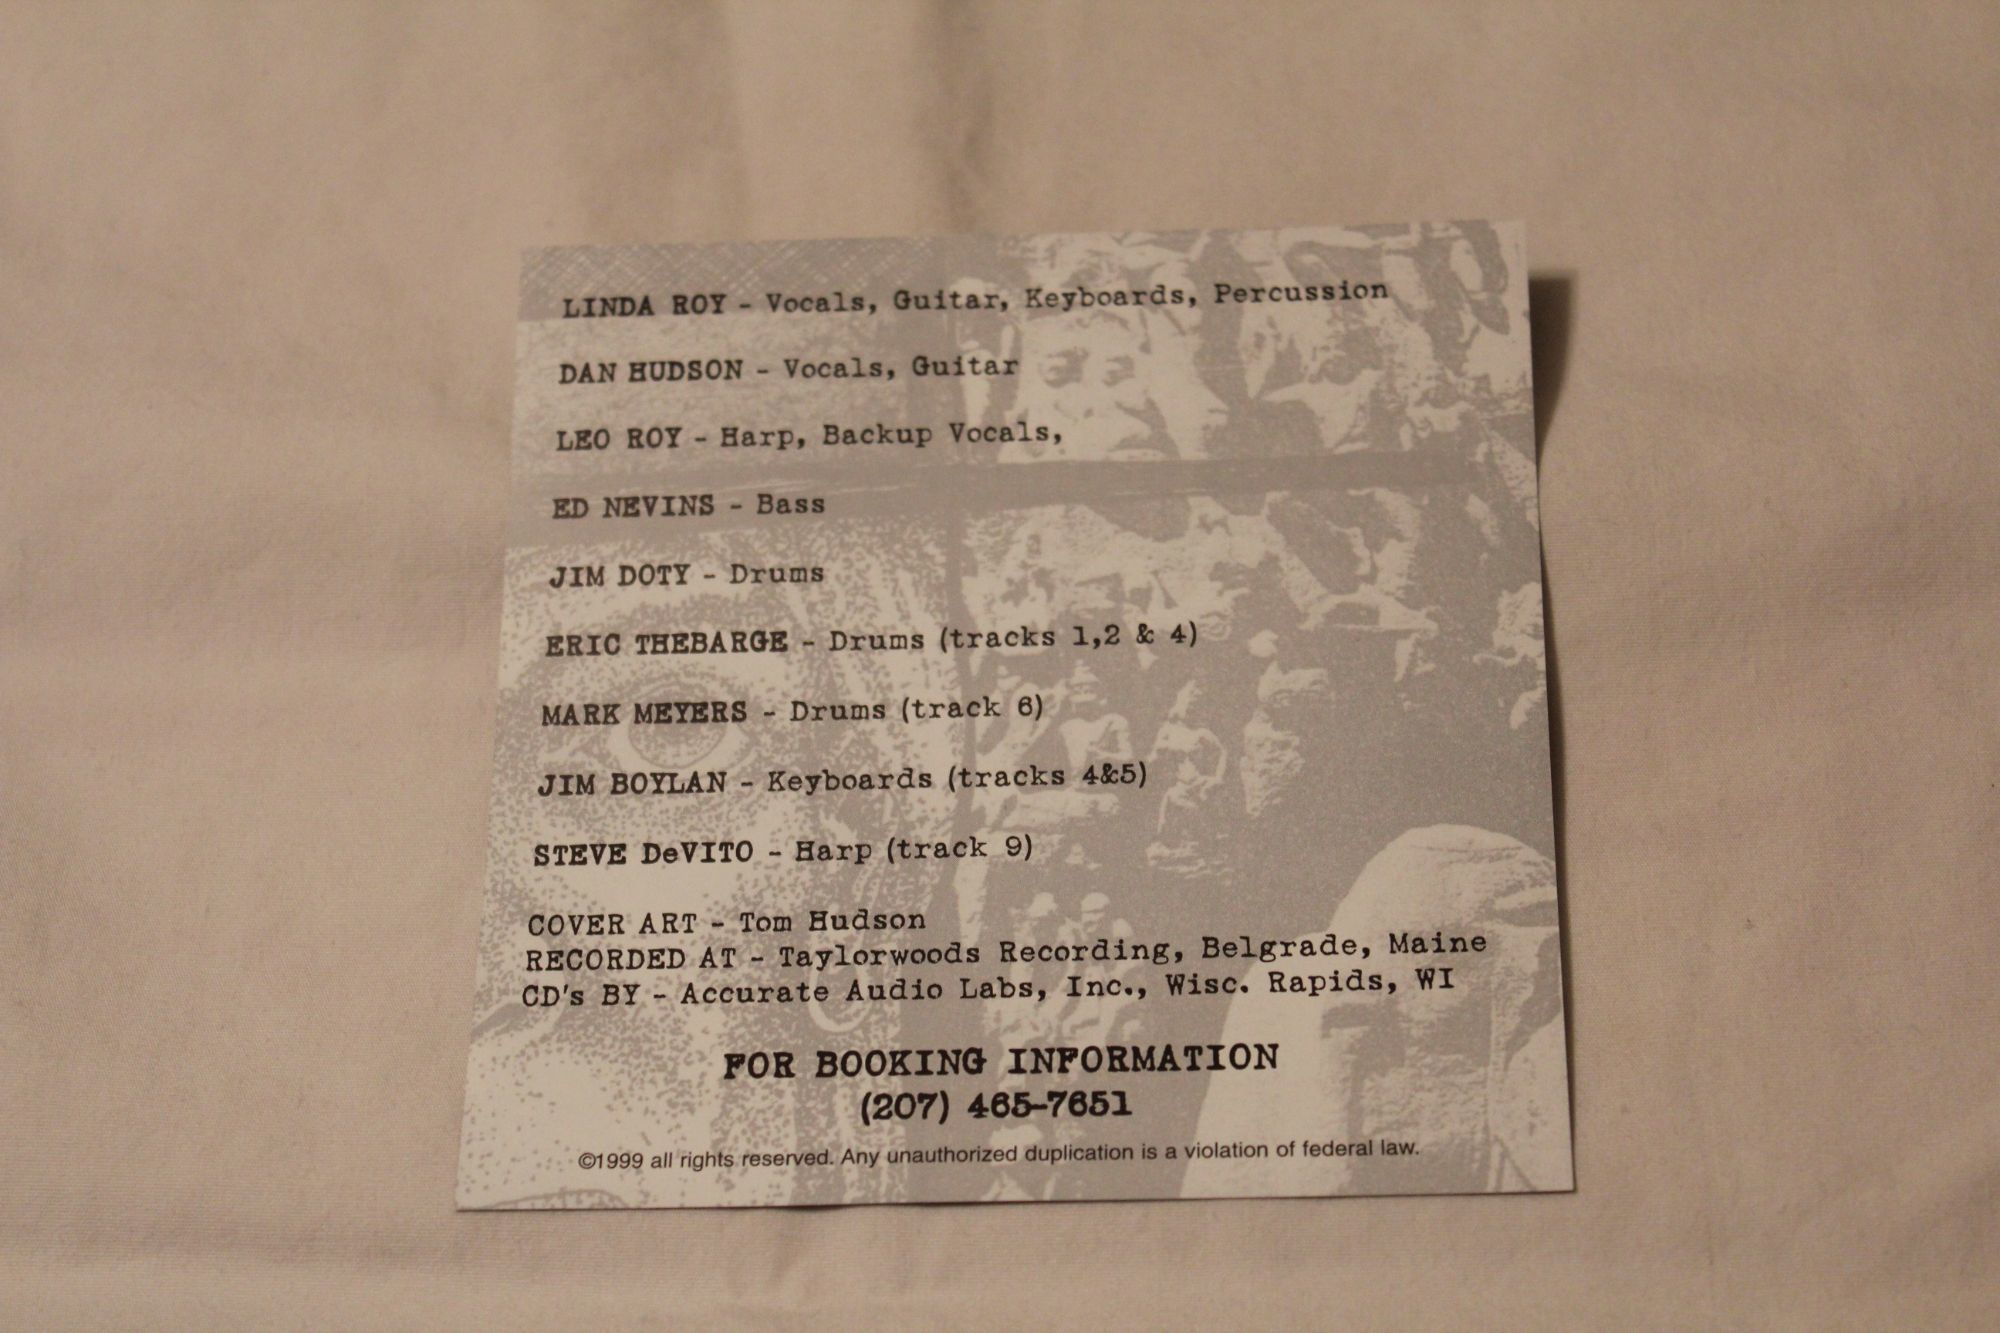 LINDA ROY - Vocals, Guitar, Keyboards, Percussion
DAN HUDSON - Vocals, Guitar
LEO ROY - Harp, Backup Vocals,
ED NEVINS - Bass
JIM DOTY - Drums
ERIC THEBARGE - Drums (tracks 1,2 & 4)
MARK MEYERS - Drums (track 6)
JIM BOYLAN - Keyboards (tracks 4&5)
STEVE DeVITO - Harp (track 9)
COVER ART - Tom Hudson
RECORDED AT - Taylorwoods Recording, Belgrade, Maine
CD's BY - Accurate Audio Labs, Inc., Wisc. Rapids, WI
FOR BOOKING INFORMATION
(207) 465-7651
©1999 all rights reserved. Any unauthorized duplication is a violation of federal law.